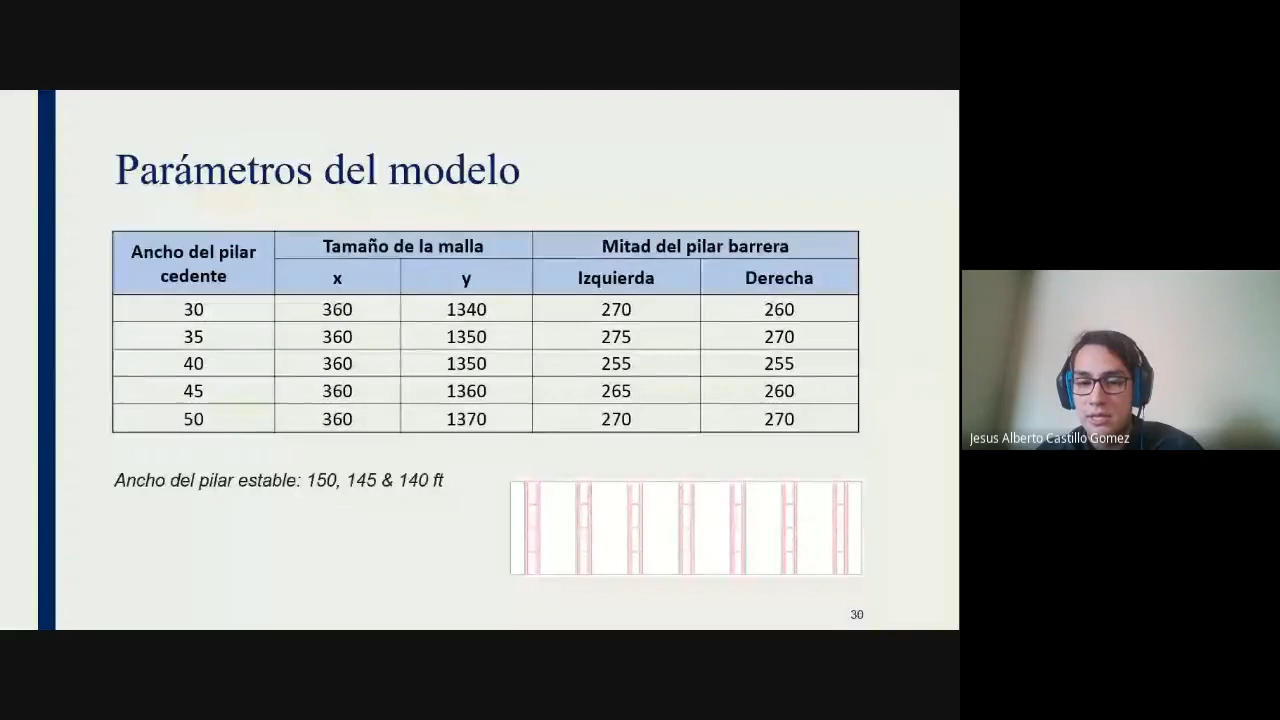 Parámetros del modelo
Ancho del pilar cedente Tamaño de la malla Mitad del pilar barrera
x y Izquierda Derecha
30 360 1340 270 260
35 360 1350 275 270
40 360 1350 255 255
45 360 1360 265 260
50 360 1370 270 270
Ancho del pilar estable: 150, 145 & 140 ft
30
Jesus Alberto Castillo Gomez